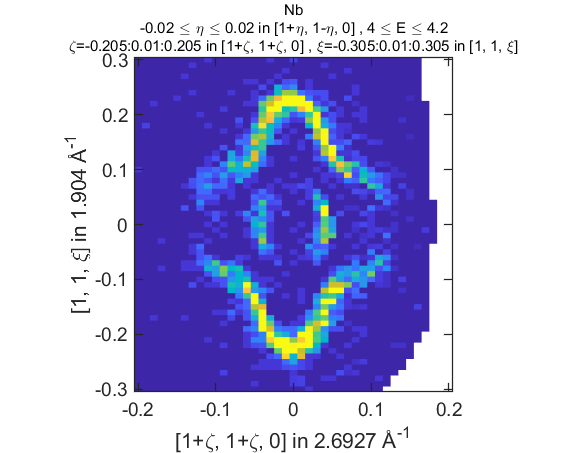 Nb
-0.02 ≤ η ≤ 0.02 in [1+η, 1-η, 0] , 4 ≤ E ≤ 4.2
ζ=-0.205:0.01:0.205 in [1+ζ, 1+ζ, 0] , ξ=-0.305:0.01:0.305 in [1, 1, ξ]
0.3
0.2
0.1
0
-0.1
-0.2
-0.3
[1, 1, ξ] in 1.904 Å-1
-0.2 -0.1 0 0.1 0.2
[1+ζ, 1+ζ, 0] in 2.6927 Å-1